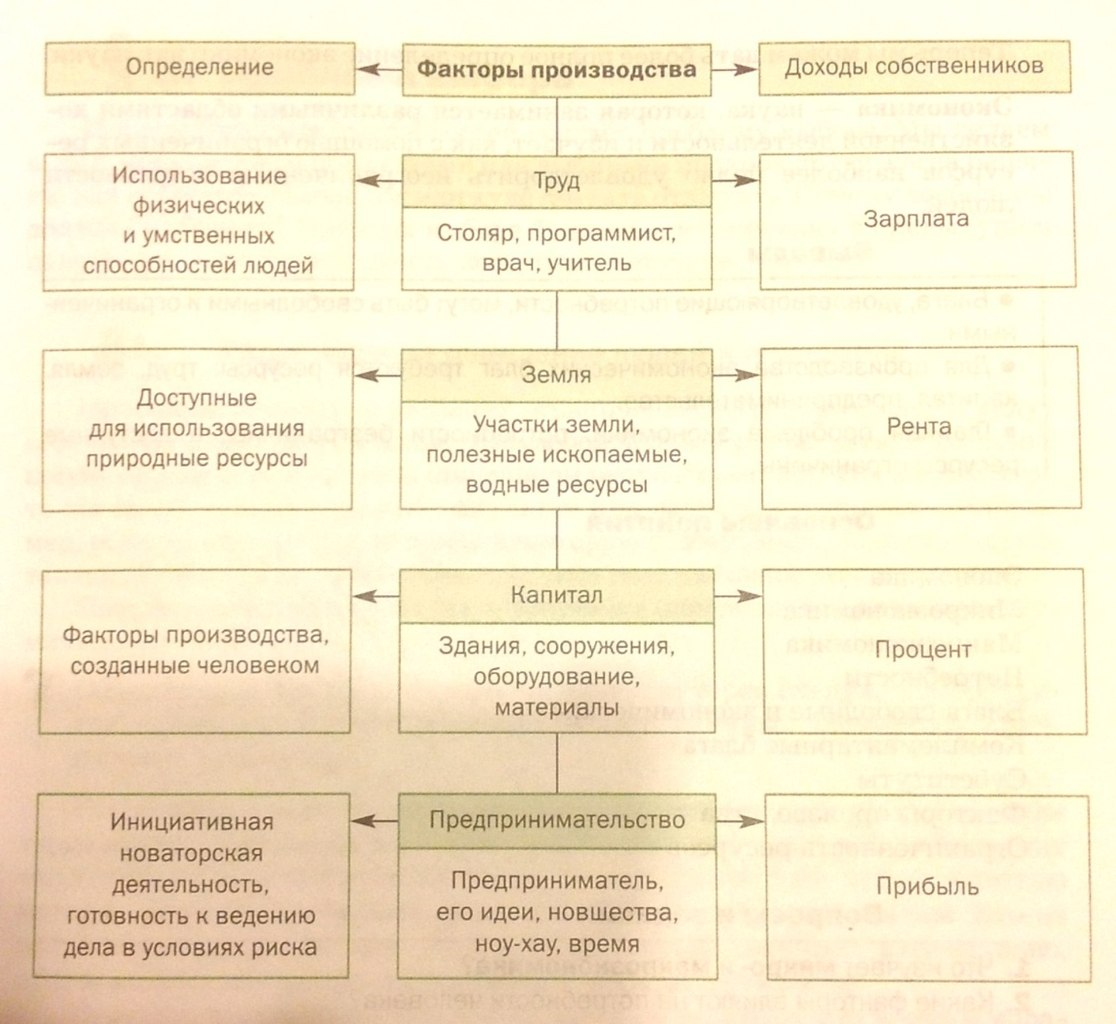 Определение
Факторы производства
Доходы собственников
Использование
физических
и умственных
способностей людей
Труд
Столяр, программист,
врач, учитель
Зарплата
Доступные
для использования
природные ресурсы
Земля
Участки земли,
полезные ископаемые,
водные ресурсы
Рента
Факторы производства,
созданные человеком
Капитал
Здания, сооружения,
оборудование,
материалы
Процент
Инициативная
новаторская
деятельность,
готовность к ведению
дела в условиях риска
Предпринимательство
Предприниматель,
его идеи, новшества,
ноу-хау, время
Прибыль